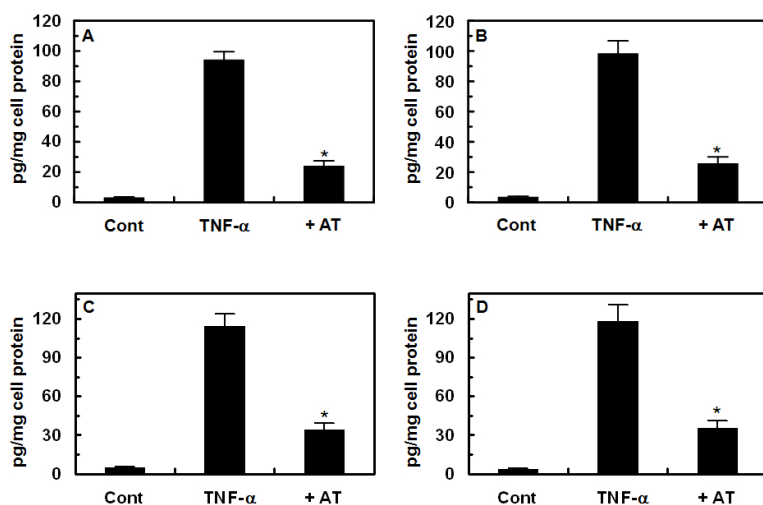 A
pg/mg cell protein
120
100
80
60
40
20
0
*
Cont TNF-α + AT
B
pg/mg cell protein
120
100
80
60
40
20
0
*
Cont TNF-α + AT
C
pg/mg cell protein
120
90
60
30
0
*
Cont TNF-α + AT
D
pg/mg cell protein
120
90
60
30
0
*
Cont TNF-α + AT